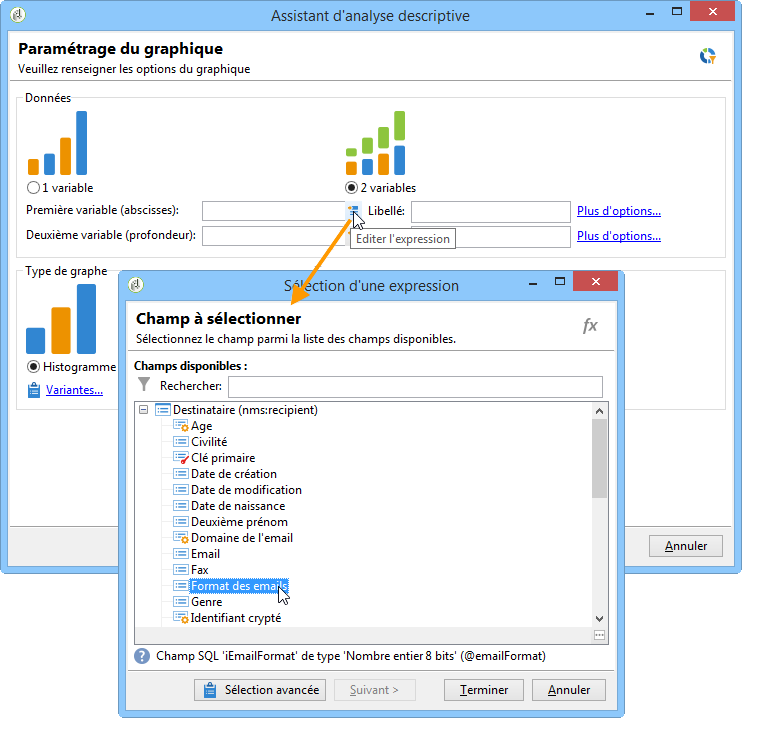 Assistant d'analyse descriptive
Paramétrage du graphique
Veuillez renseigner les options du graphique
Données
1 variable
2 variables
Première variable (abscisses):
Libellé:
Plus d'options...
Deuxième variable (profondeur):
Plus d'options...
Editer l'expression
Type de graphe
Histogramme
Variantes...
Annuler
Sélection d'une expression
Champ à sélectionner
Sélectionnez le champ parmi la liste des champs disponibles.
fx
Champs disponibles :
Rechercher:
Destinataire (nms:recipient)
Age
Civilité
Clé primaire
Date de création
Date de modification
Date de naissance
Deuxième prénom
Domaine de l'email
Email
Fax
Format des emails
Genre
Identifiant crypté
Champ SQL 'iEmailFormat' de type 'Nombre entier 8 bits' (@emailFormat)
Sélection avancée
Suivant >
Terminer
Annuler